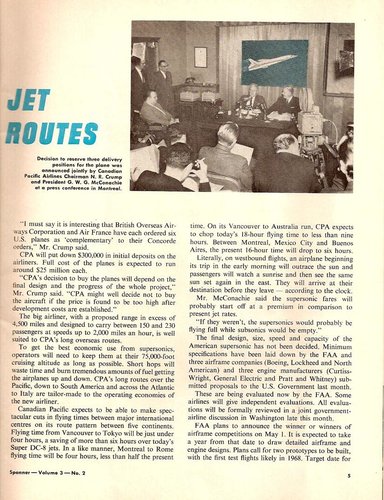 JET
ROUTES
Decision to reserve three delivery
positions for the plane was
announced jointly by Canadian
Pacific Airlines Chairman N. R. Crump
and President G. W. G. McConachie
at a press conference in Montreal.
"I must say it is interesting that British Overseas Air-
ways Corporation and Air France have each ordered six
U.S. planes as 'complementary' to their Concorde
orders," Mr. Crump said.
CPA will put down $300,000 in initial deposits on the
airliners. Full cost of the planes is expected to run
around $25 million each.
"CPA's decision to buy the planes will depend on the
final design and the progress of the whole project,"
Mr. Crump said. "CPA might well decide not to buy
the aircraft if the price is found to be too high after
development costs are established."
The big airliner, with a proposed range in excess of
4,500 miles and designed to carry between 150 and 230
passengers at speeds up to 2,000 miles an hour, is well
suited to CPA's long overseas routes.
To get the best economic use from supersonics,
operators will need to keep them at their 75,000-foot
cruising altitude as long as possible. Short hops will
waste time and burn tremendous amounts of fuel getting
the airplanes up and down. CPA's long routes over the
Pacific, down to South America and across the Atlantic
to Italy are tailor-made to the operating economies of
the new airliner.
Canadian Pacific expects to be able to make spec-
tacular cuts in flying times between major international
centres on its route pattern between five continents.
Flying time from Vancouver to Tokyo will be just under
four hours, a saving of more than six hours over today's
Super DC-8 jets. In a like manner, Montreal to Rome
flying time will be four hours, less than half the present
time. On its Vancouver to Australia run, CPA expects
to chop today's 18-hour flying time to less than nine
hours. Between Montreal, Mexico City and Buenos
Aires, the present 16-hour time will drop to six hours.
Literally, on westbound flights, an airplane beginning
its trip in the early morning will outrace the sun and
passengers will watch a sunrise and then see the same
sun set again in the east. They will arrive at their
destination before they leave — according to the clock.
Mr. McConachie said the supersonic fares will
probably start off at a premium in comparison to
present jet rates.
"If they weren't, the supersonics would probably be
flying full while subsonics would be empty."
The final design, size, speed and capacity of the
American supersonic has not been decided. Minimum
specifications have been laid down by the FAA and
three airframe companies (Boeing, Lockheed and North
American) and three engine manufacturers (Curtiss-
Wright, General Electric and Pratt and Whitney) sub-
mitted proposals to the U.S. Government last month.
These are being evaluated now by the FAA. Some
airlines will give independent evaluations. All evalua-
tions will be formally reviewed in a joint government-
airline discussion in Washington late this month.
FAA plans to announce the winner or winners of
airframe competitions on May 1. It is expected to take
a year from that date to draw detailed airframe and
engine designs. Plans call for two prototypes to be built,
with the first test flights likely in 1968. Target date for
Spanner — Volume 3 — No. 2
5